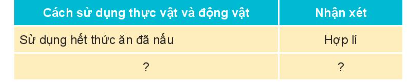 Cách sử dụng thực vật và động vật Nhận xét
Sử dụng hết thức ăn đã nấu Hợp lí
? ?